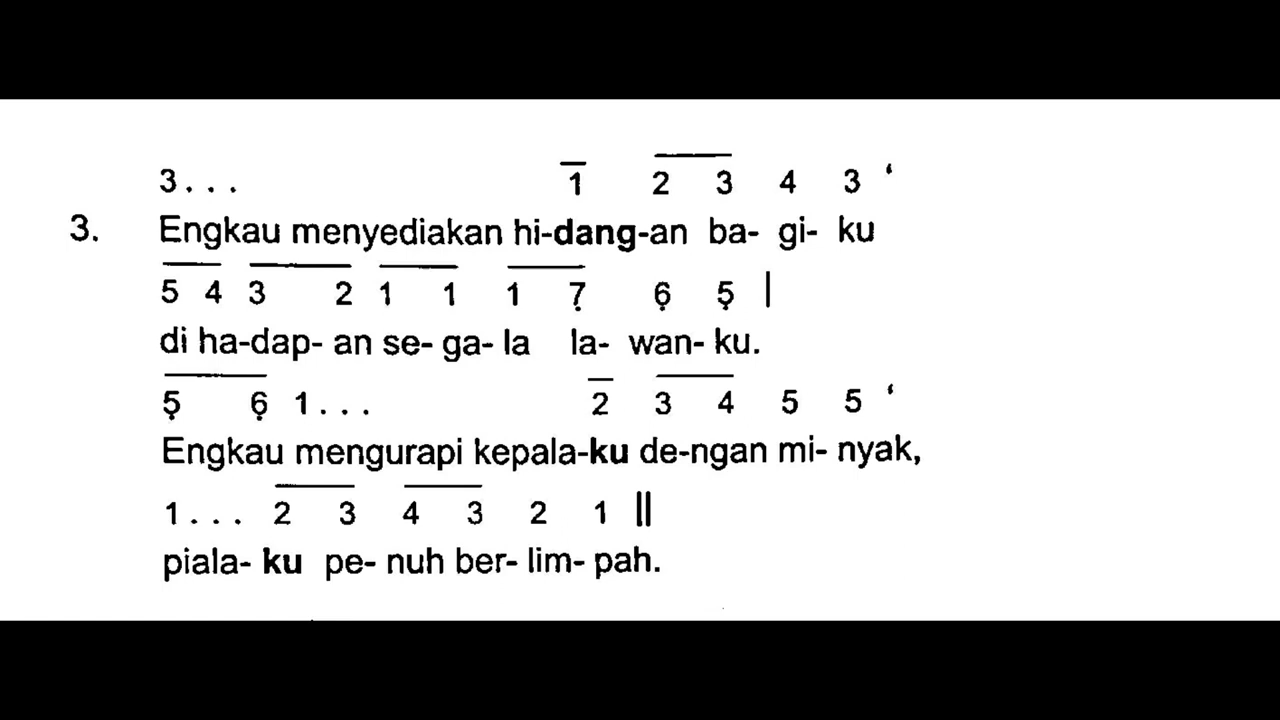 3 . . . 1 2 3 4 3 ‘
3. Engkau menyediakan hi-dang-an ba- gi- ku
5 4 3 2 1 1 1 7̣ 6̣ 5̣ |
di ha-dap- an se- ga- la la- wan- ku.
5̣ 6̣ 1 . . . 2 3 4 5 5 ‘
Engkau mengurapi kepala-ku de-ngan mi- nyak,
1 . . . 2 3 4 3 2 1 ||
piala- ku pe- nuh ber- lim- pah.